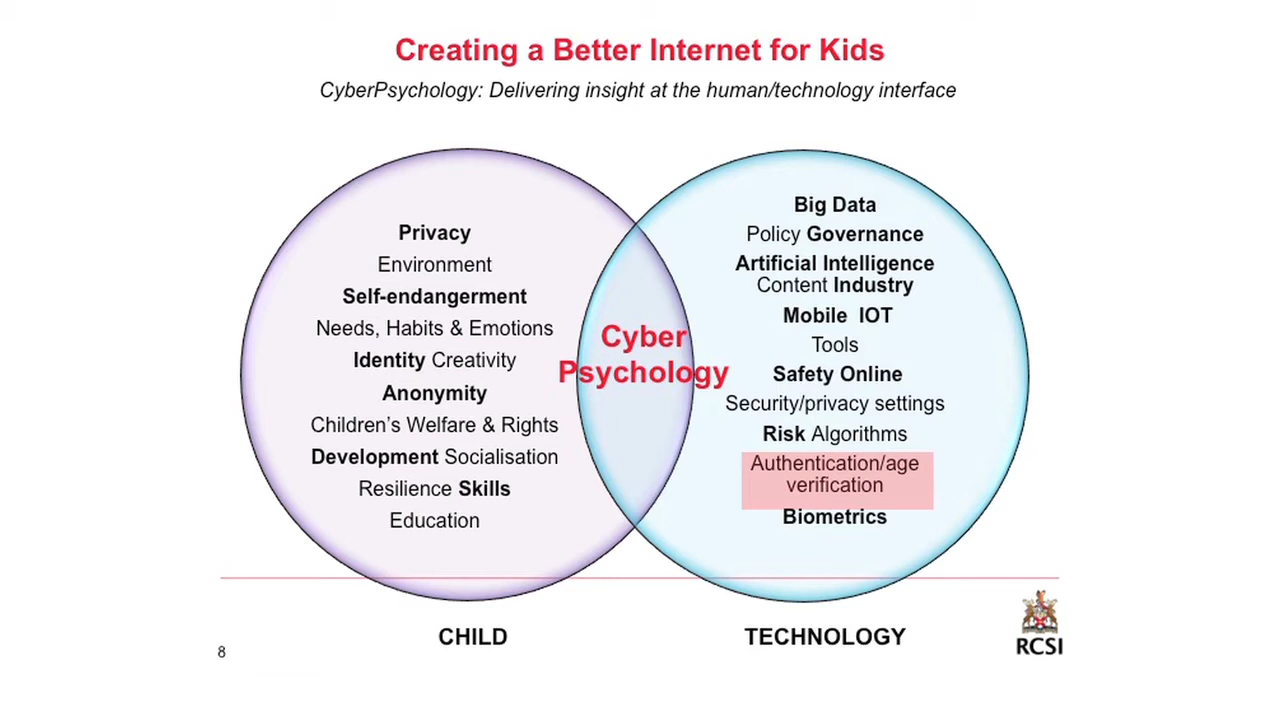 Creating a Better Internet for Kids
CyberPsychology: Delivering insight at the human/technology interface
Privacy
Environment
Self-endangerment
Needs, Habits & Emotions
Identity Creativity
Anonymity
Children’s Welfare & Rights
Development Socialisation
Resilience Skills
Education
Cyber
Psychology
Big Data
Policy Governance
Artificial Intelligence
Content Industry
Mobile IOT
Tools
Safety Online
Security/privacy settings
Risk Algorithms
Authentication/age
verification
Biometrics
CHILD
TECHNOLOGY
RCSI
8